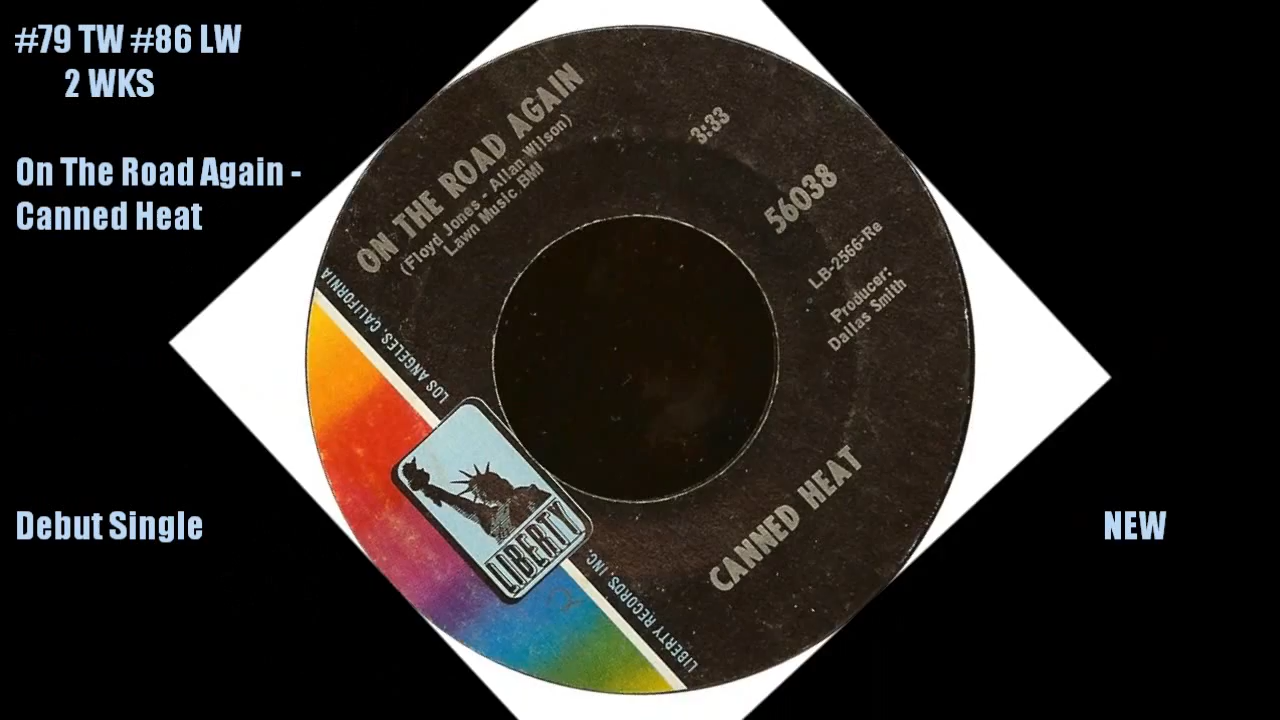 #79 TW #86 LW
2 WKS
On The Road Again -
Canned Heat
Debut Single
NEW
ON THE ROAD AGAIN
(Floyd Jones - Allan Wilson)
Lawn Music, BMI
3:33
56038
LB-2566-Re
Producer:
Dallas Smith
CANNED HEAT
LOS ANGELES, CALIFORNIA
LIBERTY
LIBERTY RECORDS, INC.